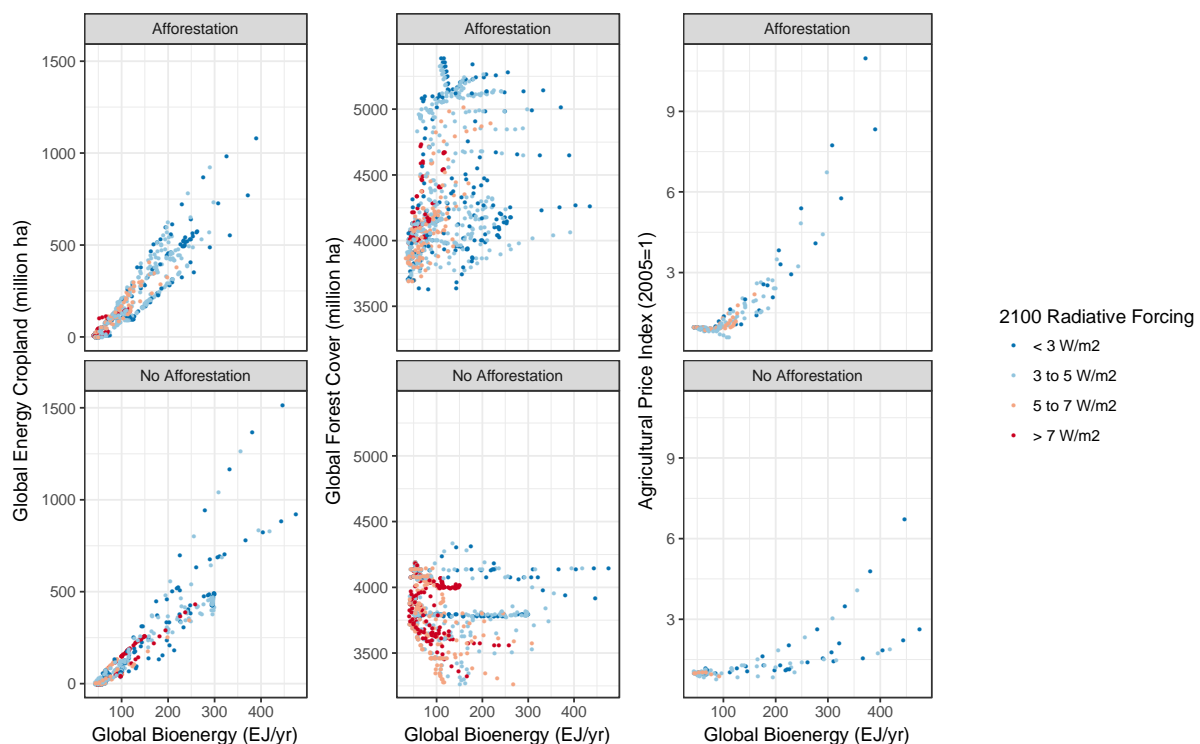 Afforestation
Afforestation
Afforestation
Global Energy Cropland (million ha)
1500
1000
500
0
Global Forest Cover (million ha)
5000
4500
4000
3500
Agricultural Price Index (2005=1)
9
6
3
No Afforestation
No Afforestation
No Afforestation
1500
1000
500
0
5000
4500
4000
3500
9
6
3
100 200 300 400
100 200 300 400
100 200 300 400
Global Bioenergy (EJ/yr)
Global Bioenergy (EJ/yr)
Global Bioenergy (EJ/yr)
2100 Radiative Forcing
< 3 W/m2
3 to 5 W/m2
5 to 7 W/m2
> 7 W/m2